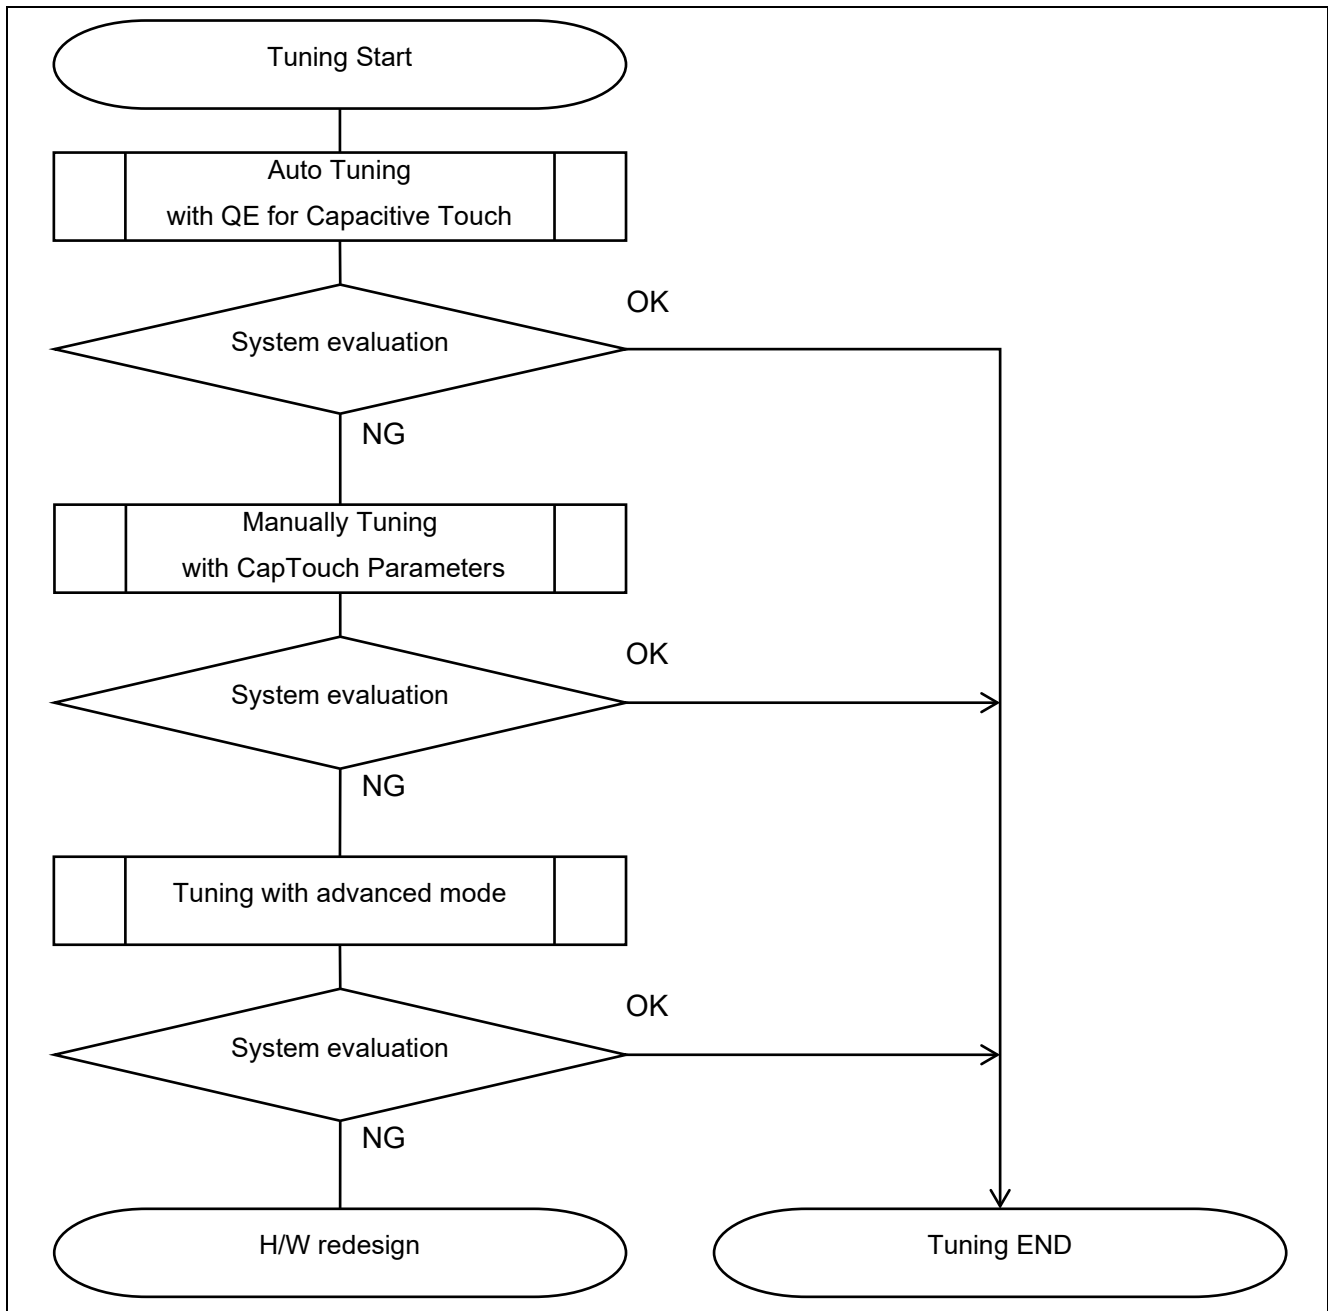 Tuning Start
Auto Tuning
with QE for Capacitive Touch
OK
System evaluation
NG
Manually Tuning
with CapTouch Parameters
OK
System evaluation
NG
Tuning with advanced mode
OK
System evaluation
NG
H/W redesign
Tuning END